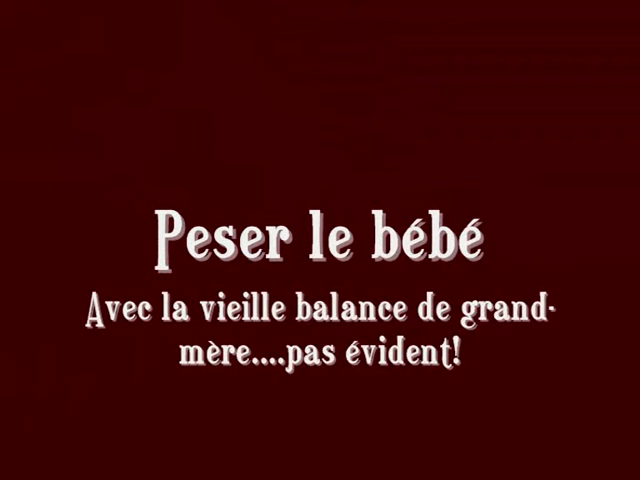 Peser le bébé
Avec la vieille balance de grand-
mère....pas évident!